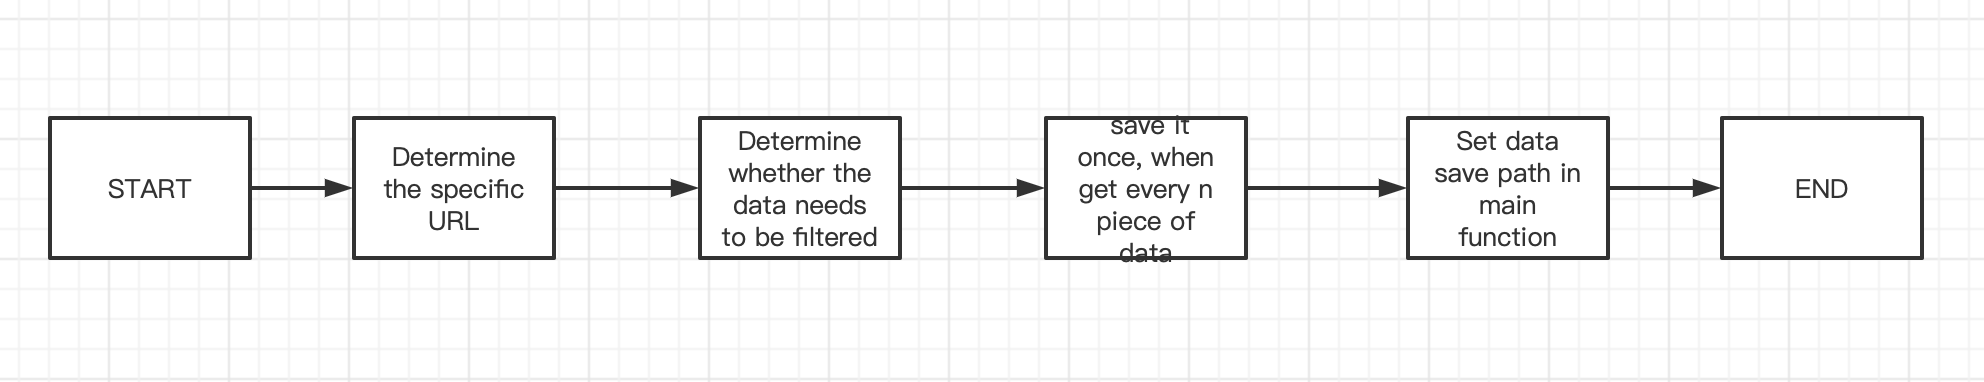 START
Determine
the specific
URL
Determine
whether the
data needs
to be filtered
save it
once, when
get every n
piece of
data
Set data
save path in
main
function
END